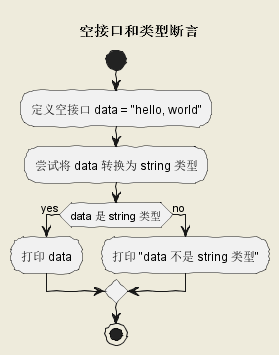 空接口和类型断言
定义空接口 data = "hello, world"
尝试将 data 转换为 string 类型
data 是 string 类型
yes
no
打印 data
打印 "data 不是 string 类型"